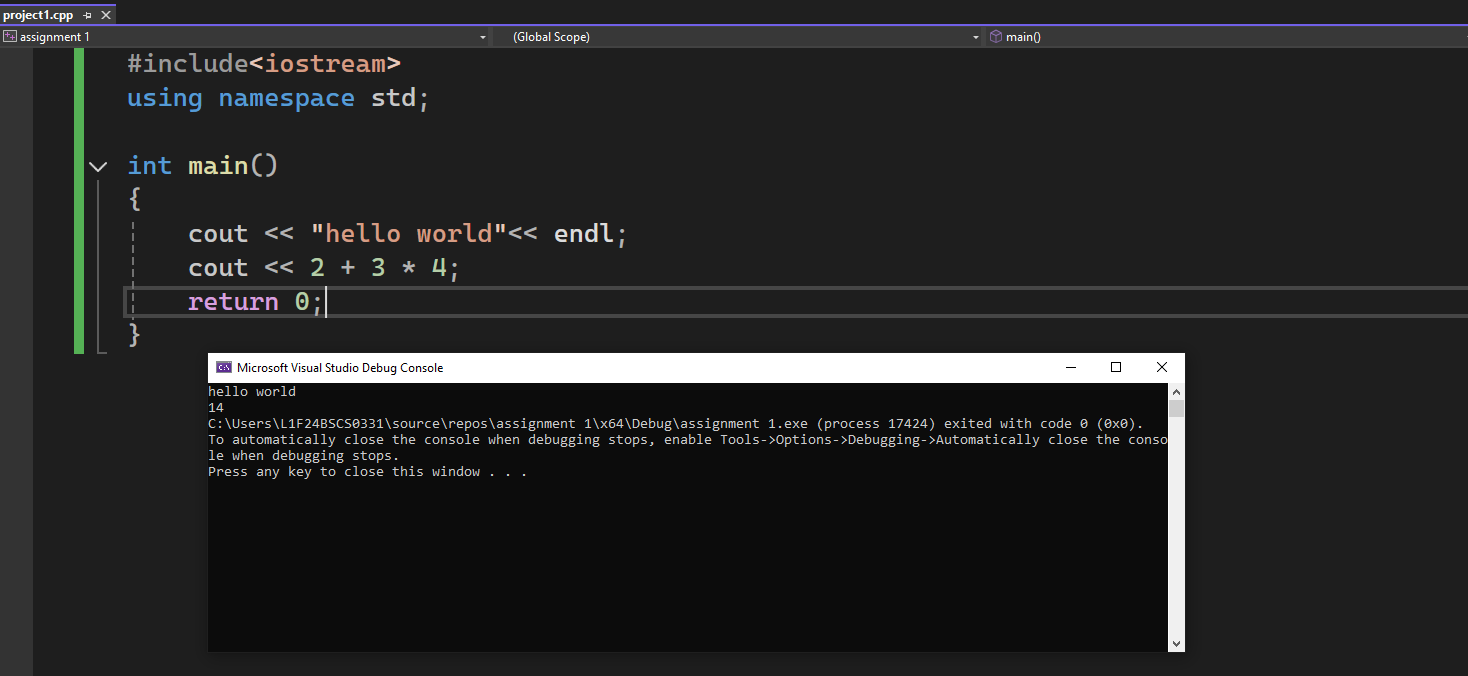 project1.cpp
assignment 1 (Global Scope) main()
#include<iostream>
using namespace std;
int main()
{
cout << "hello world"<< endl;
cout << 2 + 3 * 4;
return 0;
}
Microsoft Visual Studio Debug Console
hello world
14
C:\Users\L1F24BSCS0331\source\repos\assignment 1\x64\Debug\assignment 1.exe (process 17424) exited with code 0 (0x0).
To automatically close the console when debugging stops, enable Tools->Options->Debugging->Automatically close the conso
le when debugging stops.
Press any key to close this window . . .